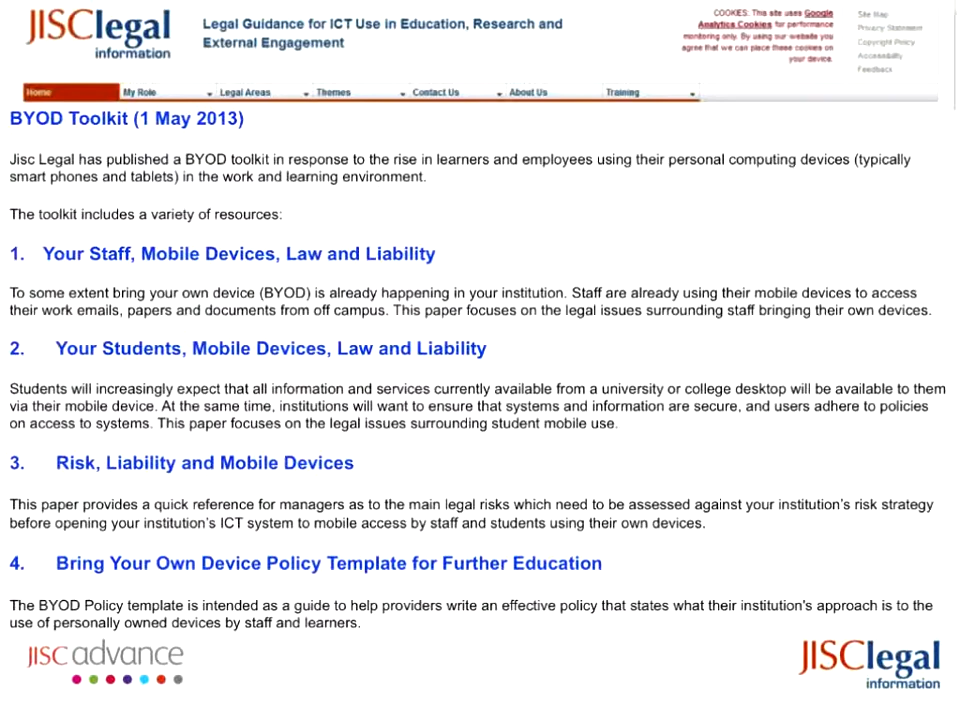 JISClegal
information
Legal Guidance for ICT Use in Education, Research and
External Engagement
COOKIES: This site uses Google
Analytics Cookies for performance
monitoring only. By using our website you
agree that we can place these cookies on
your device.
Site Map
Privacy Statement
Copyright Policy
Accessibility
Feedback
Home My Role Legal Areas Themes Contact Us About Us Training
BYOD Toolkit (1 May 2013)
Jisc Legal has published a BYOD toolkit in response to the rise in learners and employees using their personal computing devices (typically
smart phones and tablets) in the work and learning environment.
The toolkit includes a variety of resources:
1. Your Staff, Mobile Devices, Law and Liability
To some extent bring your own device (BYOD) is already happening in your institution. Staff are already using their mobile devices to access
their work emails, papers and documents from off campus. This paper focuses on the legal issues surrounding staff bringing their own devices.
2. Your Students, Mobile Devices, Law and Liability
Students will increasingly expect that all information and services currently available from a university or college desktop will be available to them
via their mobile device. At the same time, institutions will want to ensure that systems and information are secure, and users adhere to policies
on access to systems. This paper focuses on the legal issues surrounding student mobile use.
3. Risk, Liability and Mobile Devices
This paper provides a quick reference for managers as to the main legal risks which need to be assessed against your institution's risk strategy
before opening your institution's ICT system to mobile access by staff and students using their own devices.
4. Bring Your Own Device Policy Template for Further Education
The BYOD Policy template is intended as a guide to help providers write an effective policy that states what their institution's approach is to the
use of personally owned devices by staff and learners.
JISC advance
JISClegal
information